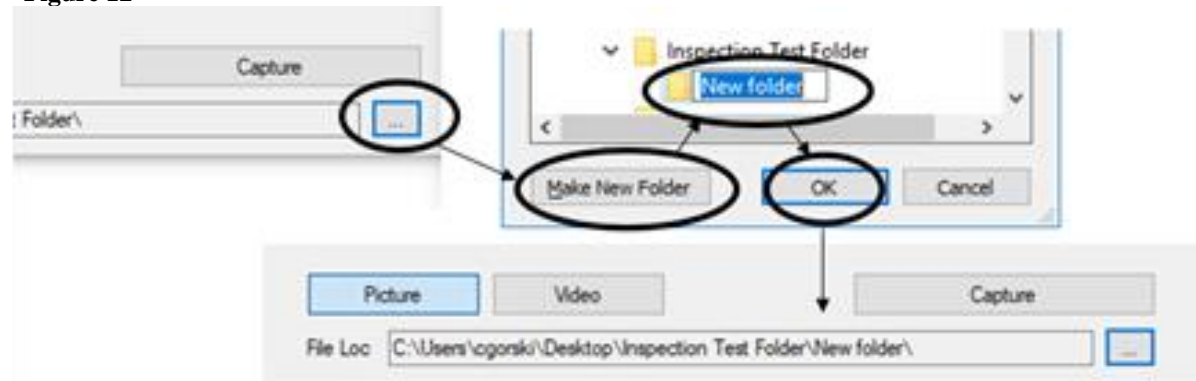 Capture
Folder\
...
Inspection Test Folder
New folder
Make New Folder
OK
Cancel
Picture
Video
Capture
File Loc
C:\Users\cgorski\Desktop\Inspection Test Folder\New folder\
...